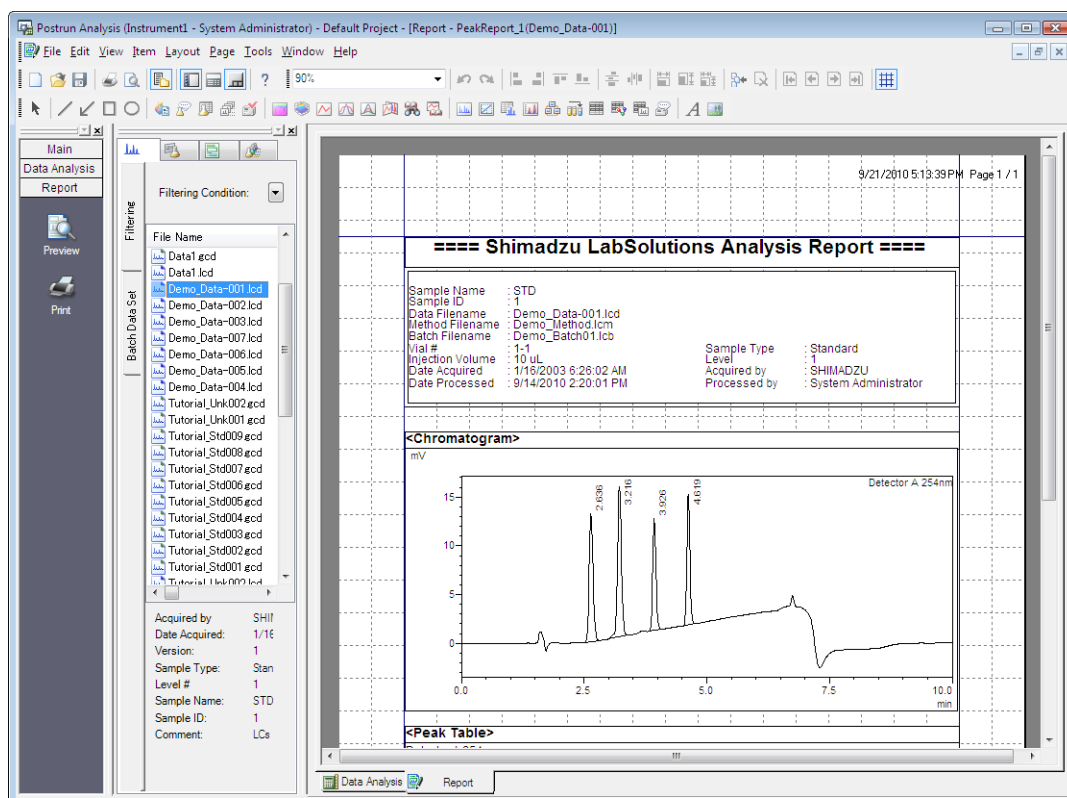 Postrun Analysis (Instrument1 - System Administrator) - Default Project - [Report - PeakReport_1(Demo_Data-001)]
File Edit View Item Layout Page Tools Window Help
90%
Main
Data Analysis
Report
Preview
Print
Filtering
Batch Data Set
Filtering Condition:
File Name
Data1.gcd
Data1.lcd
Demo_Data-001.lcd
Demo_Data-002.lcd
Demo_Data-003.lcd
Demo_Data-007.lcd
Demo_Data-006.lcd
Demo_Data-005.lcd
Demo_Data-004.lcd
Tutorial_Unk002.gcd
Tutorial_Unk001.gcd
Tutorial_Std009.gcd
Tutorial_Std008.gcd
Tutorial_Std007.gcd
Tutorial_Std006.gcd
Tutorial_Std005.gcd
Tutorial_Std004.gcd
Tutorial_Std003.gcd
Tutorial_Std002.gcd
Tutorial_Std001.gcd
Tutorial_Unk002.lcd
Acquired by SHI
Date Acquired: 1/16
Version: 1
Sample Type: Stan
Level # 1
Sample Name: STD
Sample ID: 1
Comment: LCs
9/21/2010 5:13:39 PM Page 1 / 1
==== Shimadzu LabSolutions Analysis Report ====
Sample Name : STD
Sample ID : 1
Data Filename : Demo_Data-001.lcd
Method Filename : Demo_Method.lcm
Batch Filename : Demo_Batch01.lcb
Vial # : 1-1 Sample Type : Standard
Injection Volume : 10 uL Level : 1
Date Acquired : 1/16/2003 6:26:02 AM Acquired by : SHIMADZU
Date Processed : 9/14/2010 2:20:01 PM Processed by : System Administrator
<Chromatogram>
mV
Detector A 254nm
2.636
3.216
3.926
4.619
15
10
5
0
0.0 2.5 5.0 7.5 10.0
min
<Peak Table>
Data Analysis Report